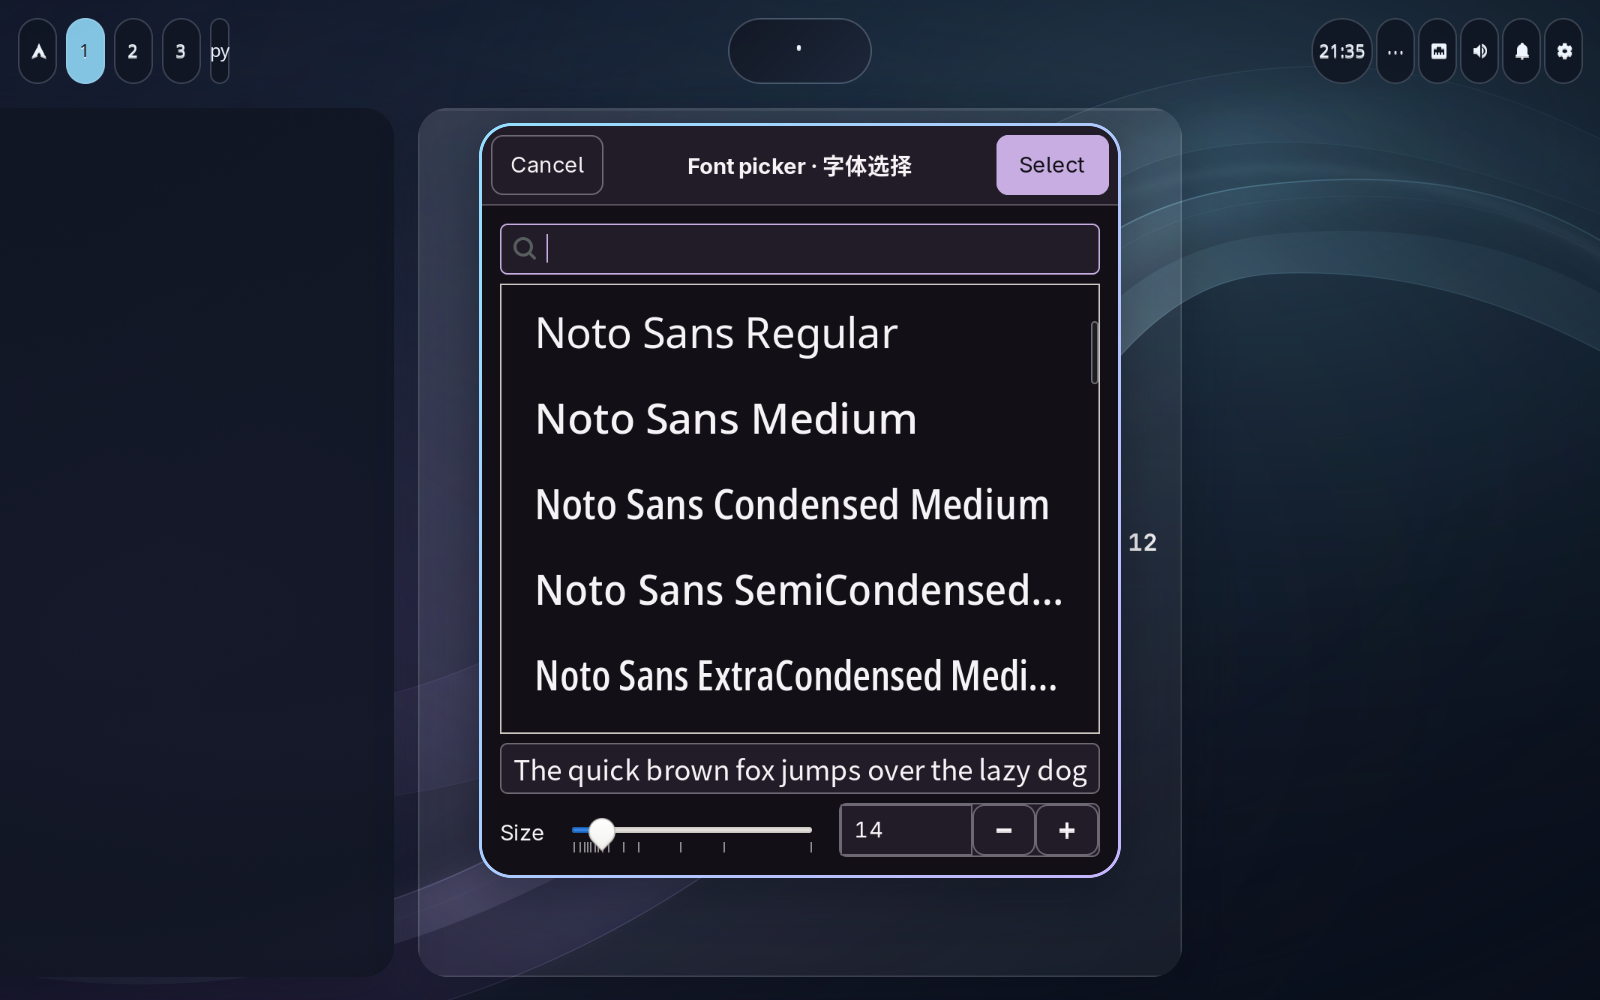 1
2
3
py
21:35
Cancel
Font picker · 字体选择
Select
Noto Sans Regular
Noto Sans Medium
Noto Sans Condensed Medium
12
Noto Sans SemiCondensed...
Noto Sans ExtraCondensed Medi...
The quick brown fox jumps over the lazy dog
Size
14